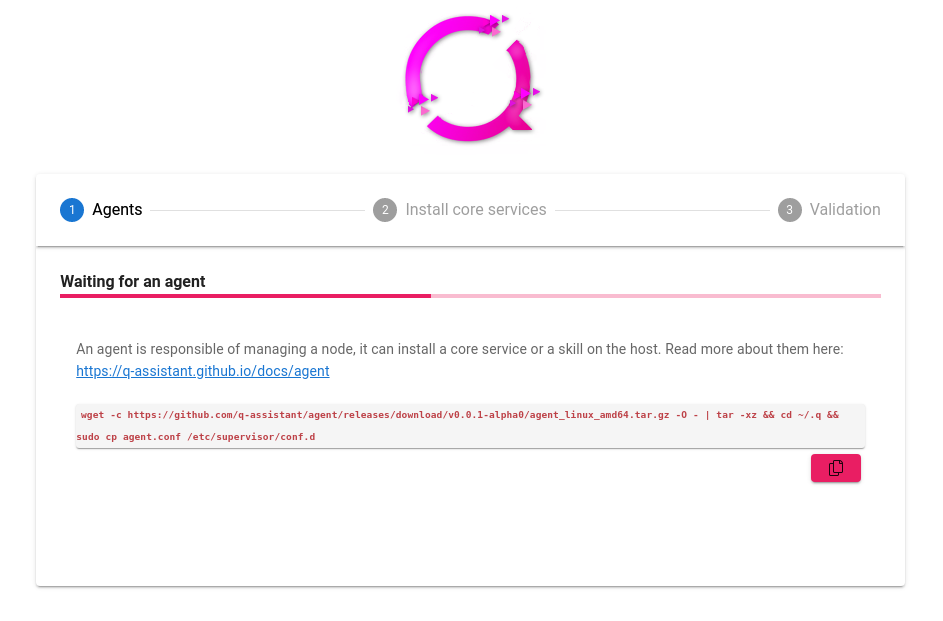 1 Agents 2 Install core services 3 Validation
Waiting for an agent
An agent is responsible of managing a node, it can install a core service or a skill on the host. Read more about them here:
https://q-assistant.github.io/docs/agent
wget -c https://github.com/q-assistant/agent/releases/download/v0.0.1-alpha0/agent_linux_amd64.tar.gz -O - | tar -xz && cd ~/.q &&
sudo cp agent.conf /etc/supervisor/conf.d